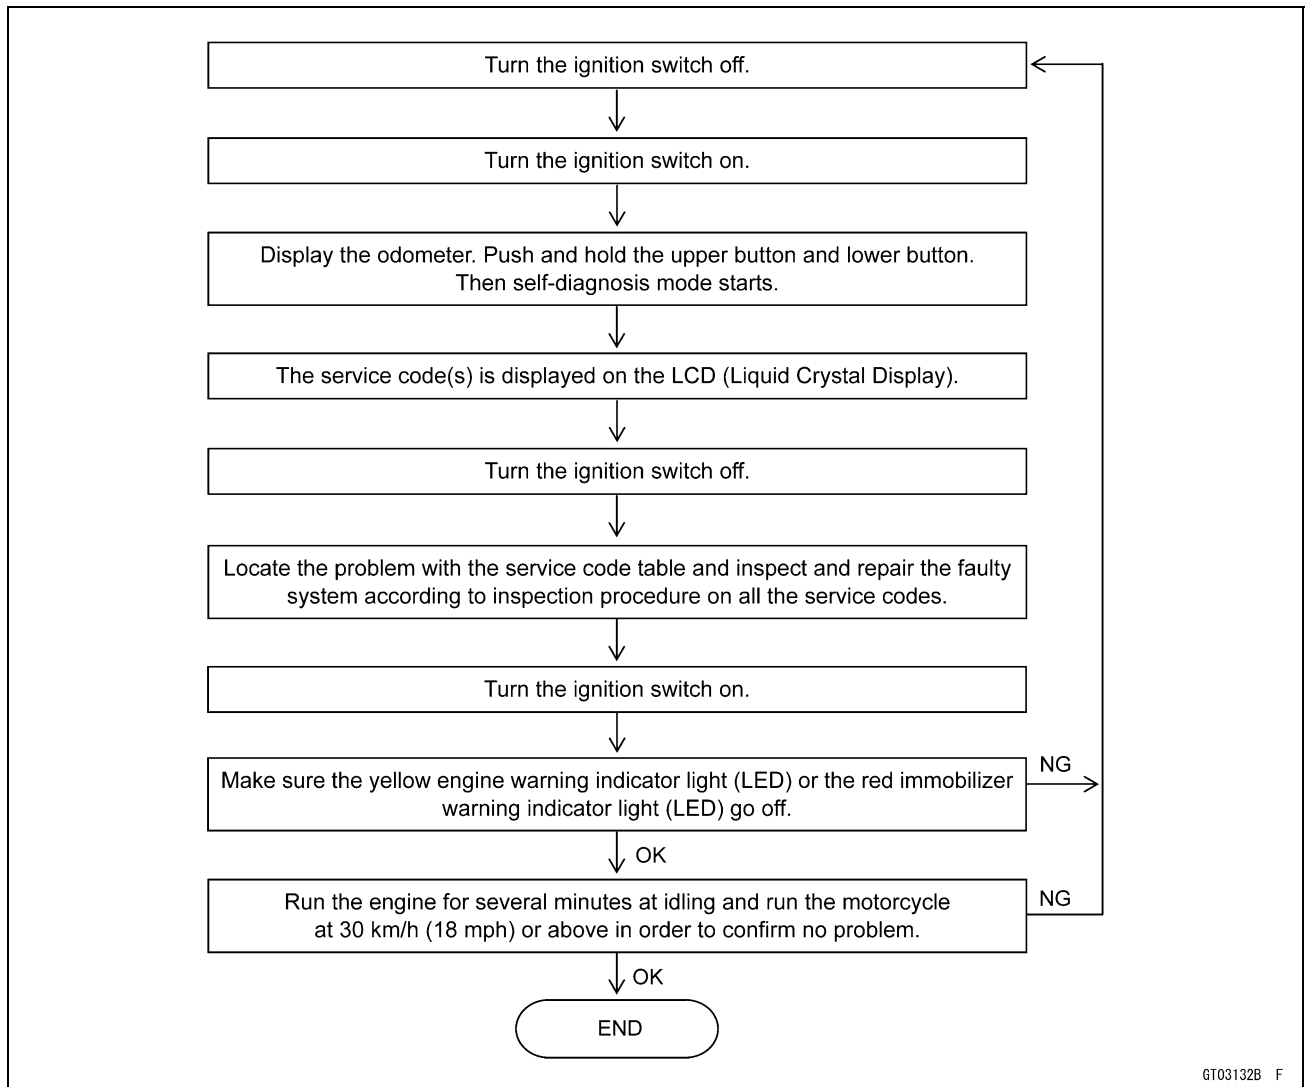 Turn the ignition switch off.
Turn the ignition switch on.
Display the odometer. Push and hold the upper button and lower button.
Then self-diagnosis mode starts.
The service code(s) is displayed on the LCD (Liquid Crystal Display).
Turn the ignition switch off.
Locate the problem with the service code table and inspect and repair the faulty
system according to inspection procedure on all the service codes.
Turn the ignition switch on.
Make sure the yellow engine warning indicator light (LED) or the red immobilizer
warning indicator light (LED) go off.
NG
OK
Run the engine for several minutes at idling and run the motorcycle
at 30 km/h (18 mph) or above in order to confirm no problem.
NG
OK
END
GT03132B F